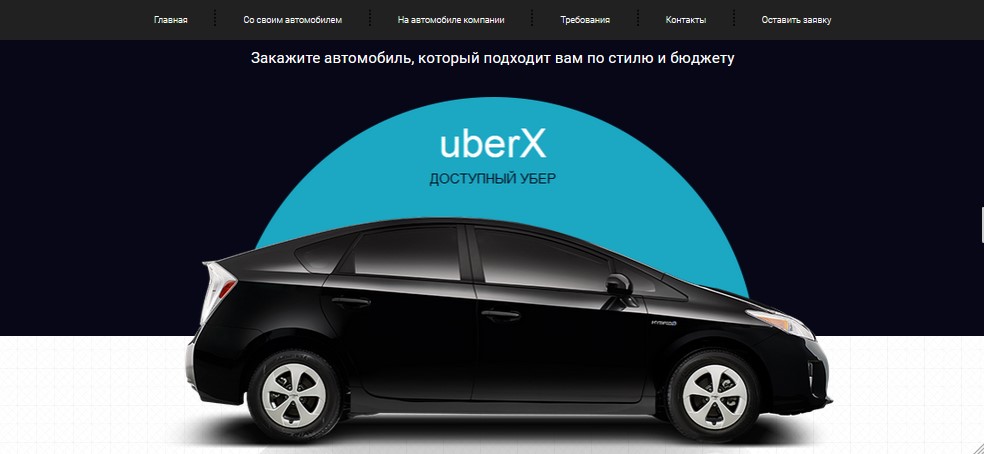 Главная
Со своим автомобилем
На автомобиле компании
Требования
Контакты
Оставить заявку
Закажите автомобиль, который подходит вам по стилю и бюджету
uberX
ДОСТУПНЫЙ УБЕР
HYBRID